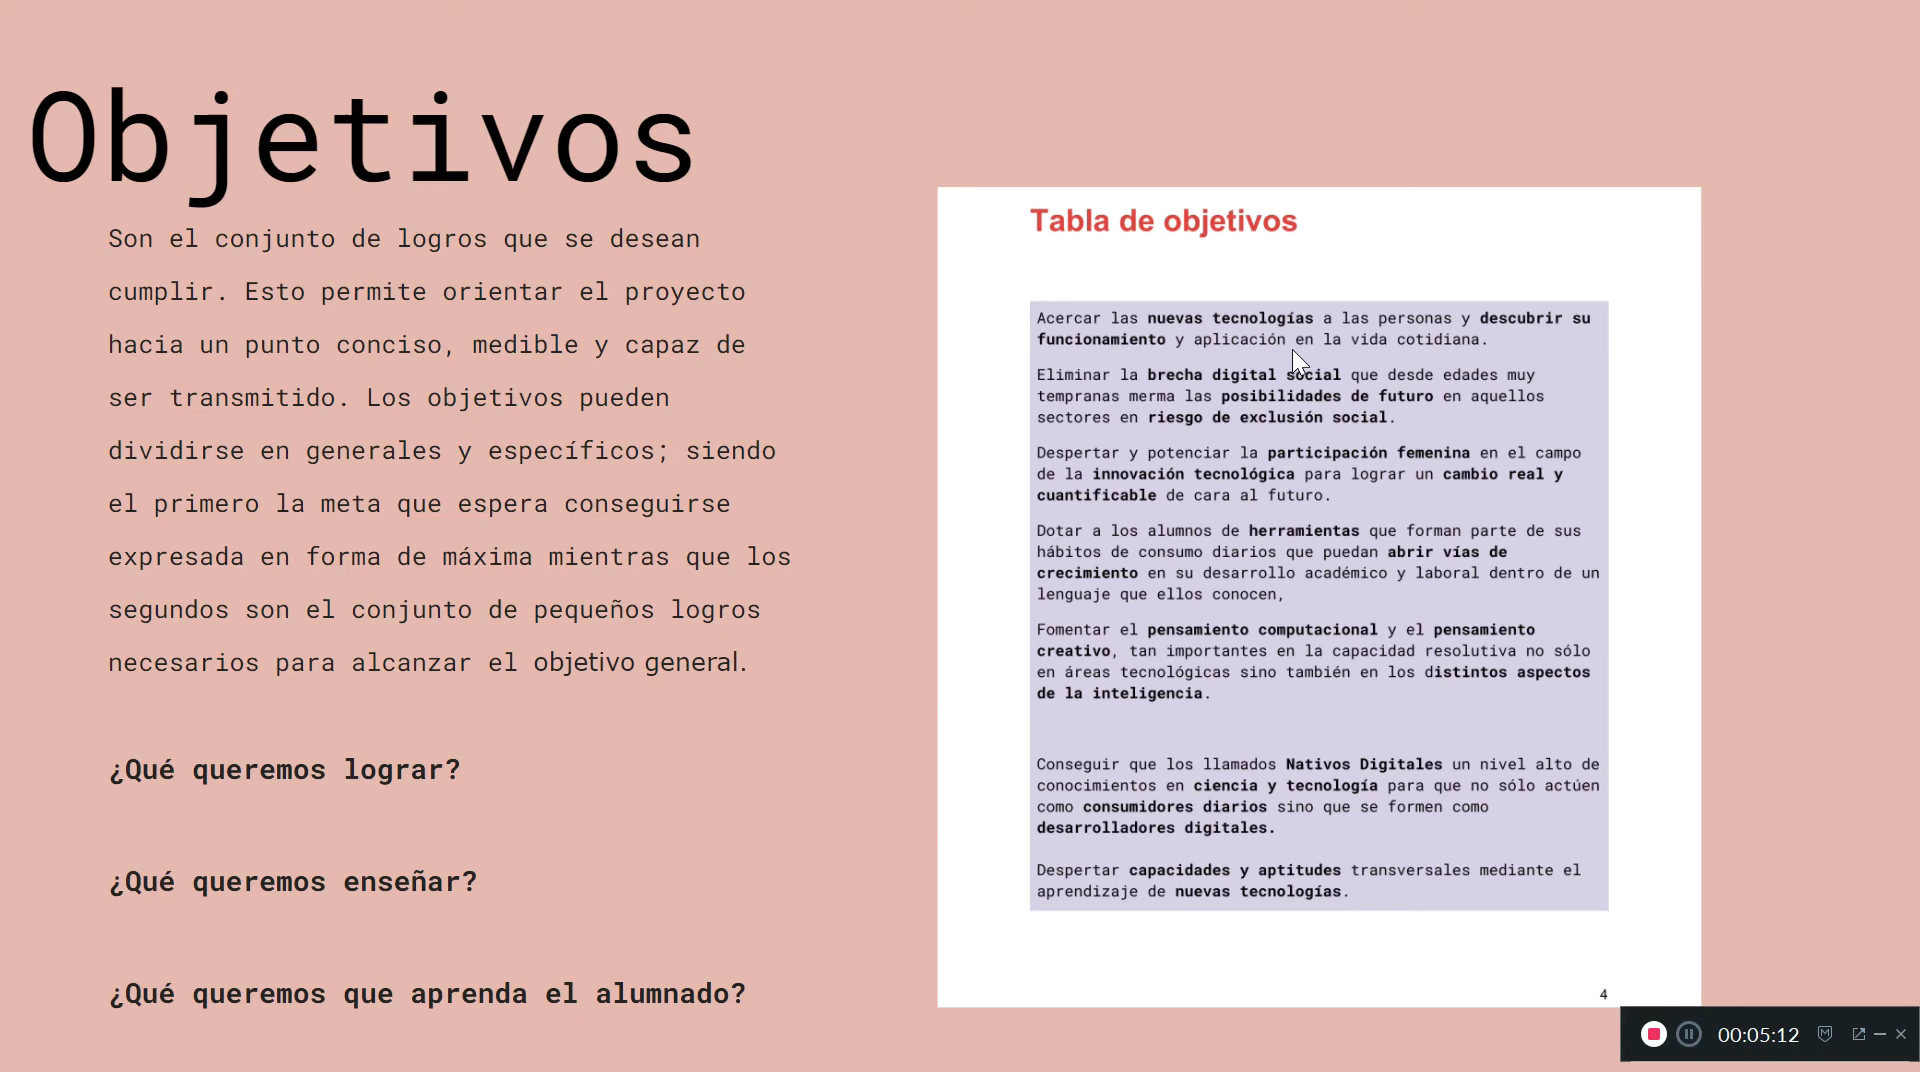 Objetivos
Son el conjunto de logros que se desean
cumplir. Esto permite orientar el proyecto
hacia un punto conciso, medible y capaz de
ser transmitido. Los objetivos pueden
dividirse en generales y específicos; siendo
el primero la meta que espera conseguirse
expresada en forma de máxima mientras que los
segundos son el conjunto de pequeños logros
necesarios para alcanzar el objetivo general.
¿Qué queremos lograr?
¿Qué queremos enseñar?
¿Qué queremos que aprenda el alumnado?
Tabla de objetivos
Acercar las nuevas tecnologías a las personas y descubrir su
funcionamiento y aplicación en la vida cotidiana.
Eliminar la brecha digital social que desde edades muy
tempranas merma las posibilidades de futuro en aquellos
sectores en riesgo de exclusión social.
Despertar y potenciar la participación femenina en el campo
de la innovación tecnológica para lograr un cambio real y
cuantificable de cara al futuro.
Dotar a los alumnos de herramientas que forman parte de sus
hábitos de consumo diarios que puedan abrir vías de
crecimiento en su desarrollo académico y laboral dentro de un
lenguaje que ellos conocen,
Fomentar el pensamiento computacional y el pensamiento
creativo, tan importantes en la capacidad resolutiva no sólo
en áreas tecnológicas sino también en los distintos aspectos
de la inteligencia.
Conseguir que los llamados Nativos Digitales un nivel alto de
conocimientos en ciencia y tecnología para que no sólo actúen
como consumidores diarios sino que se formen como
desarrolladores digitales.
Despertar capacidades y aptitudes transversales mediante el
aprendizaje de nuevas tecnologías.
4
00:05:12